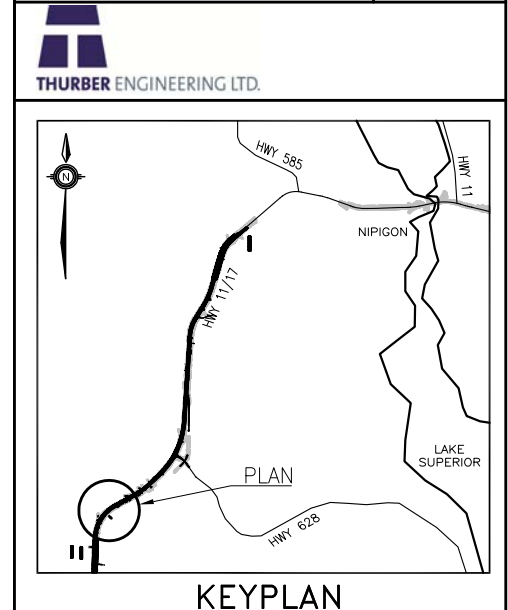 THURBER ENGINEERING LTD.
N
HWY 585
HWY 11
NIPIGON
HWY 11/17
LAKE
SUPERIOR
PLAN
HWY 628
KEYPLAN